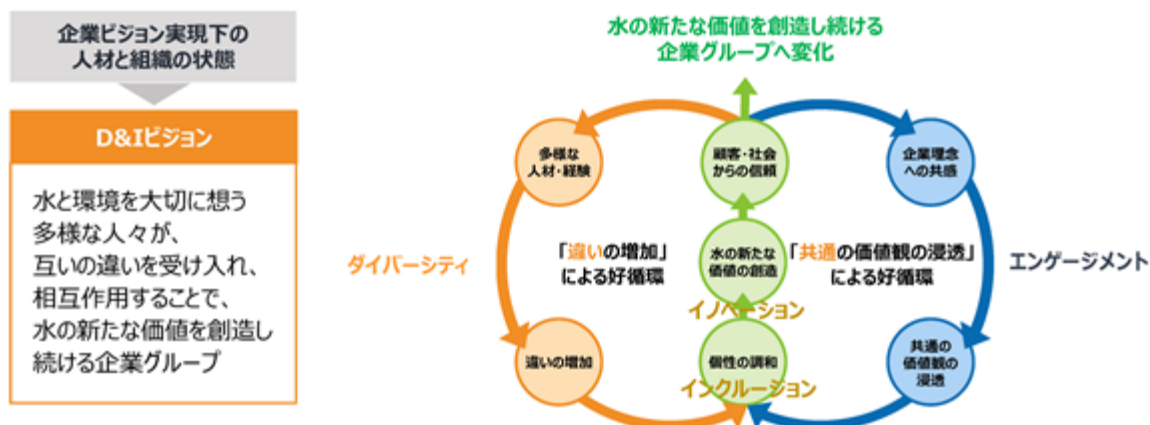 企業ビジョン実現下の
人材と組織の状態
D&Iビジョン
水と環境を大切に想う
多様な人々が、
互いの違いを受け入れ、
相互作用することで、
水の新たな価値を創造し
続ける企業グループ
水の新たな価値を創造し続ける
企業グループへ変化
多様な
人材・経験
顧客・社会
からの信頼
企業理念
への共感
ダイバーシティ
「違いの増加」
による好循環
水の新たな
価値の創造
「共通の価値観の浸透」
による好循環
エンゲージメント
イノベーション
違いの増加
個性の調和
共通の
価値観の
浸透
インクルージョン